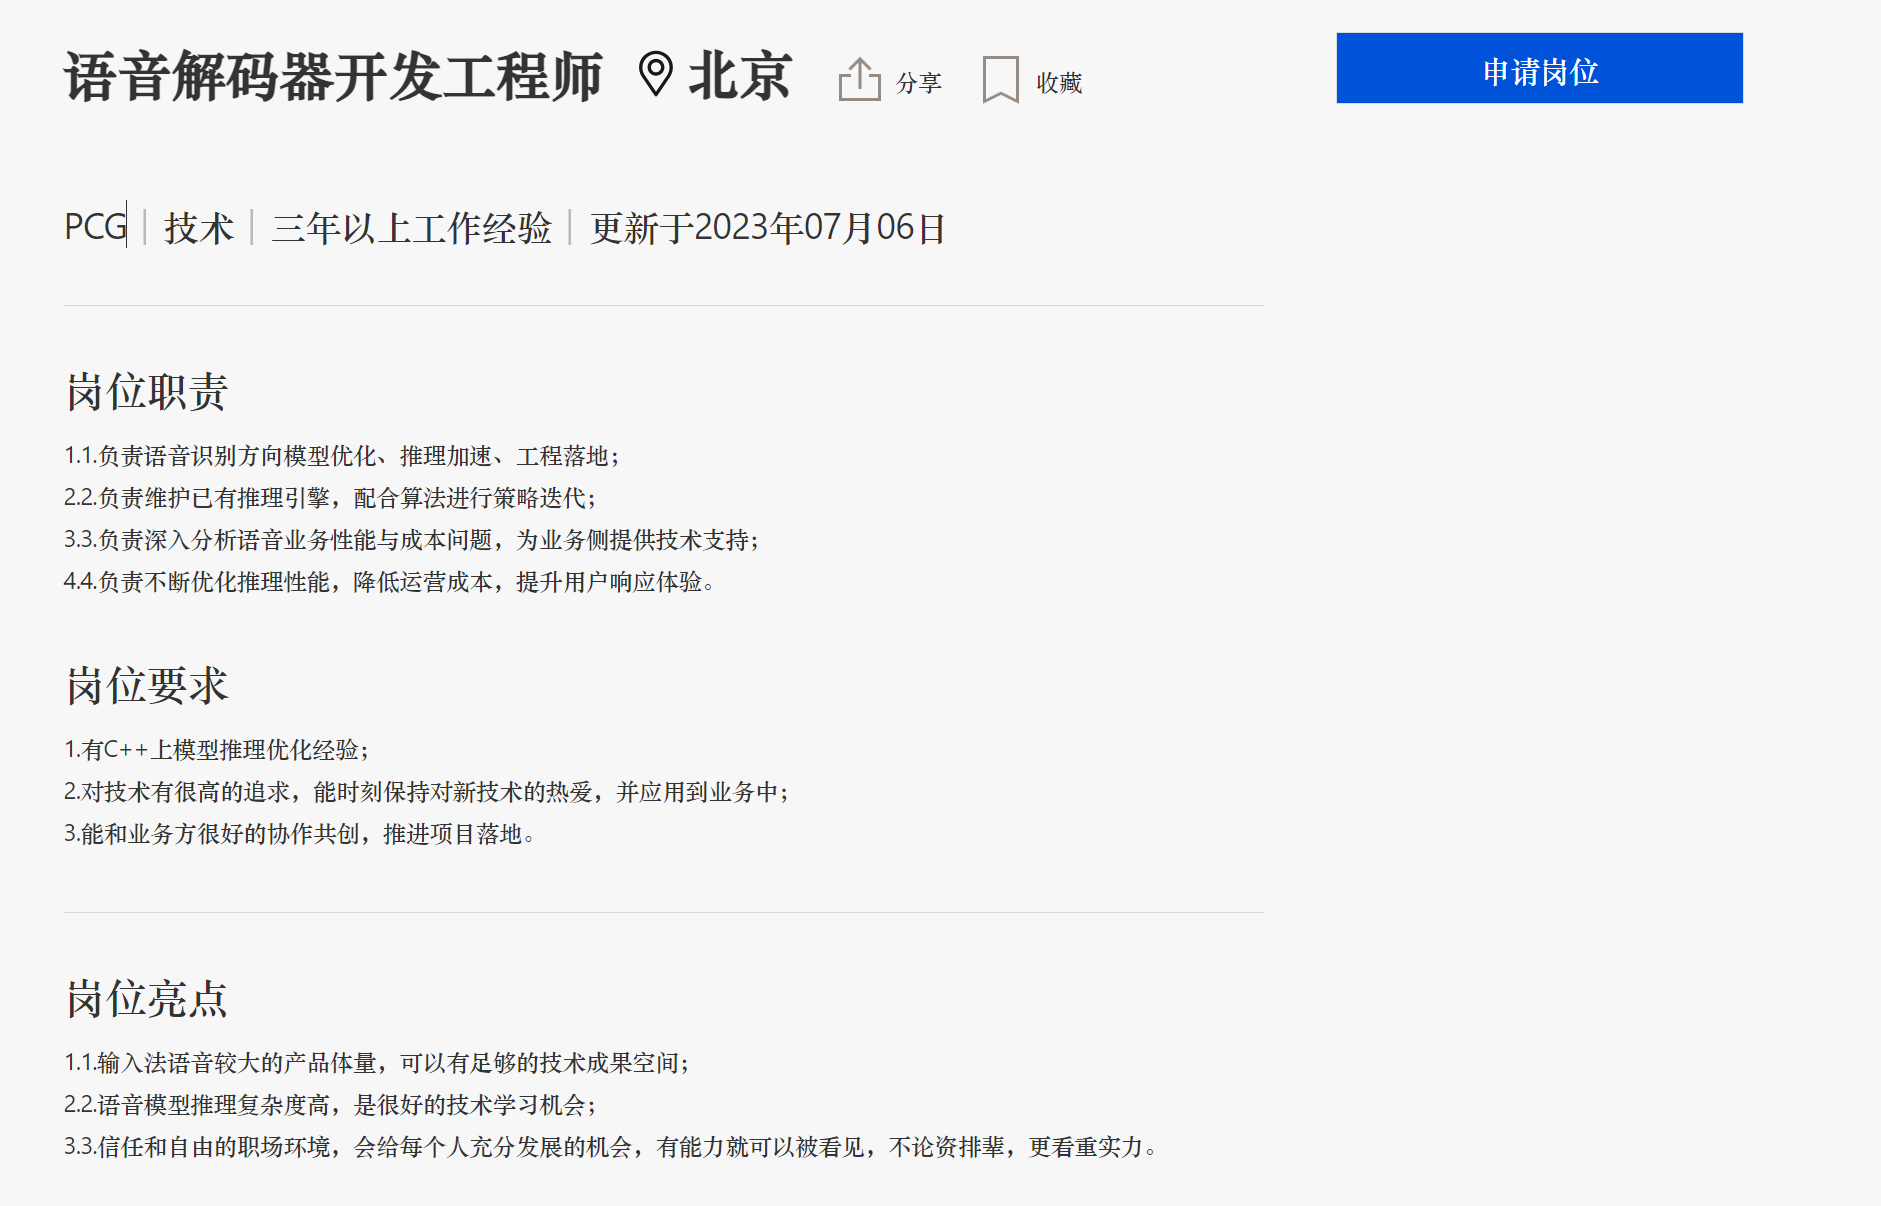 语音解码器开发工程师 北京 分享 收藏 申请岗位
PCG 技术 三年以上工作经验 更新于2023年07月06日
岗位职责
1.1.负责语音识别方向模型优化、推理加速、工程落地；
2.2.负责维护已有推理引擎，配合算法进行策略迭代；
3.3.负责深入分析语音业务性能与成本问题，为业务侧提供技术支持；
4.4.负责不断优化推理性能，降低运营成本，提升用户响应体验。
岗位要求
1.有C++上模型推理优化经验；
2.对技术有很高的追求，能时刻保持对新技术的热爱，并应用到业务中；
3.能和业务方很好的协作共创，推进项目落地。
岗位亮点
1.1.输入法语音较大的产品体量，可以有足够的技术成果空间；
2.2.语音模型推理复杂度高，是很好的技术学习机会；
3.3.信任和自由的职场环境，会给每个人充分发展的机会，有能力就可以被看见，不论资排辈，更看重实力。